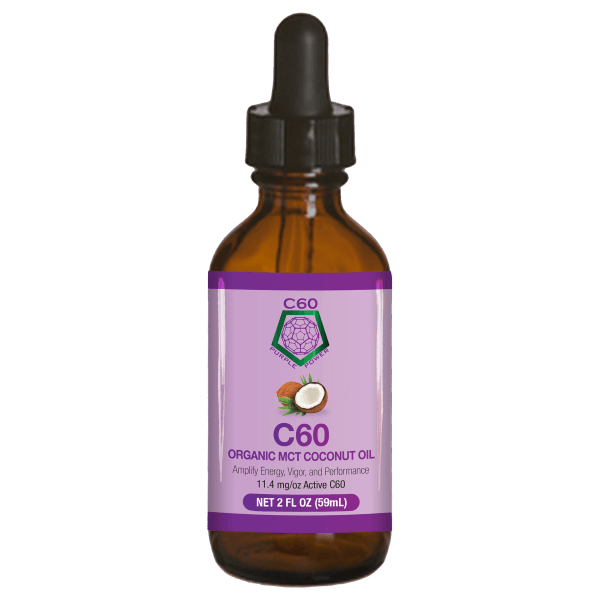 C60
PURPLE POWER
C60
ORGANIC MCT COCONUT OIL
Amplify Energy, Vigor, and Performance
11.4 mg/oz Active C60
NET 2 FL OZ (59mL)